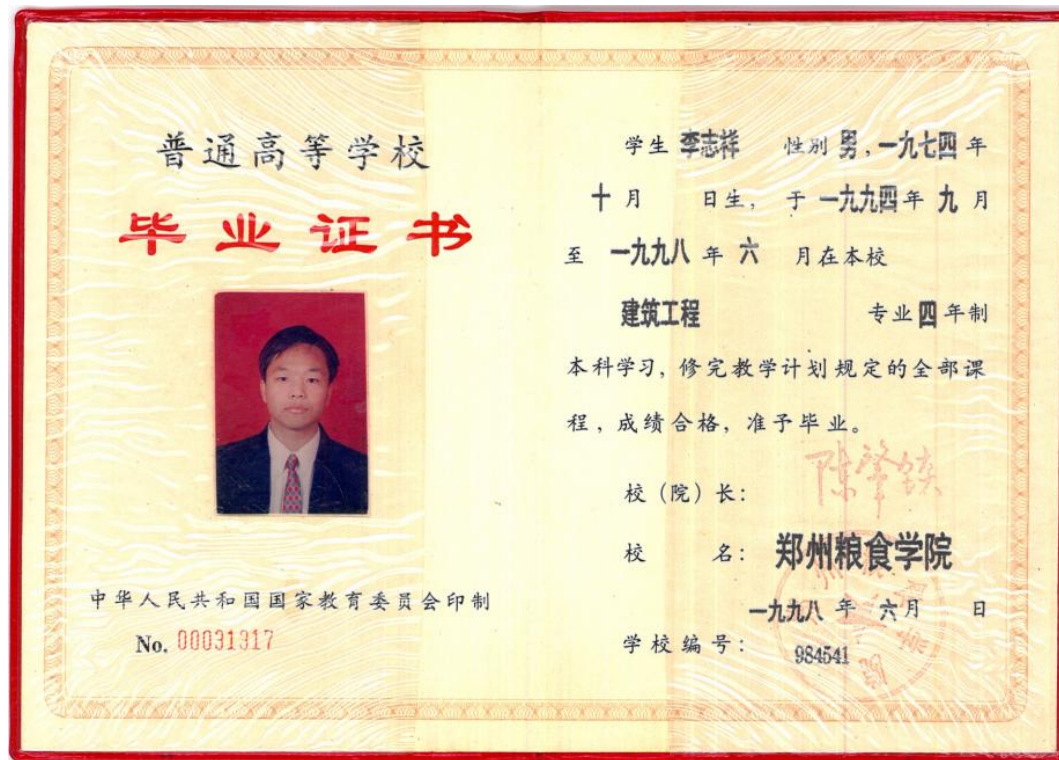 普通高等学校
毕业证书
中华人民共和国国家教育委员会印制
No. 00031317
学生 李志祥 性别 男，一九七四年
十月 日生，于一九九四年九月
至 一九九八年六 月在本校
建筑工程 专业四年制
本科学习，修完教学计划规定的全部课
程，成绩合格，准予毕业。
校（院）长：
校 名：郑州粮食学院
一九九八年六月 日
学校编号：984541